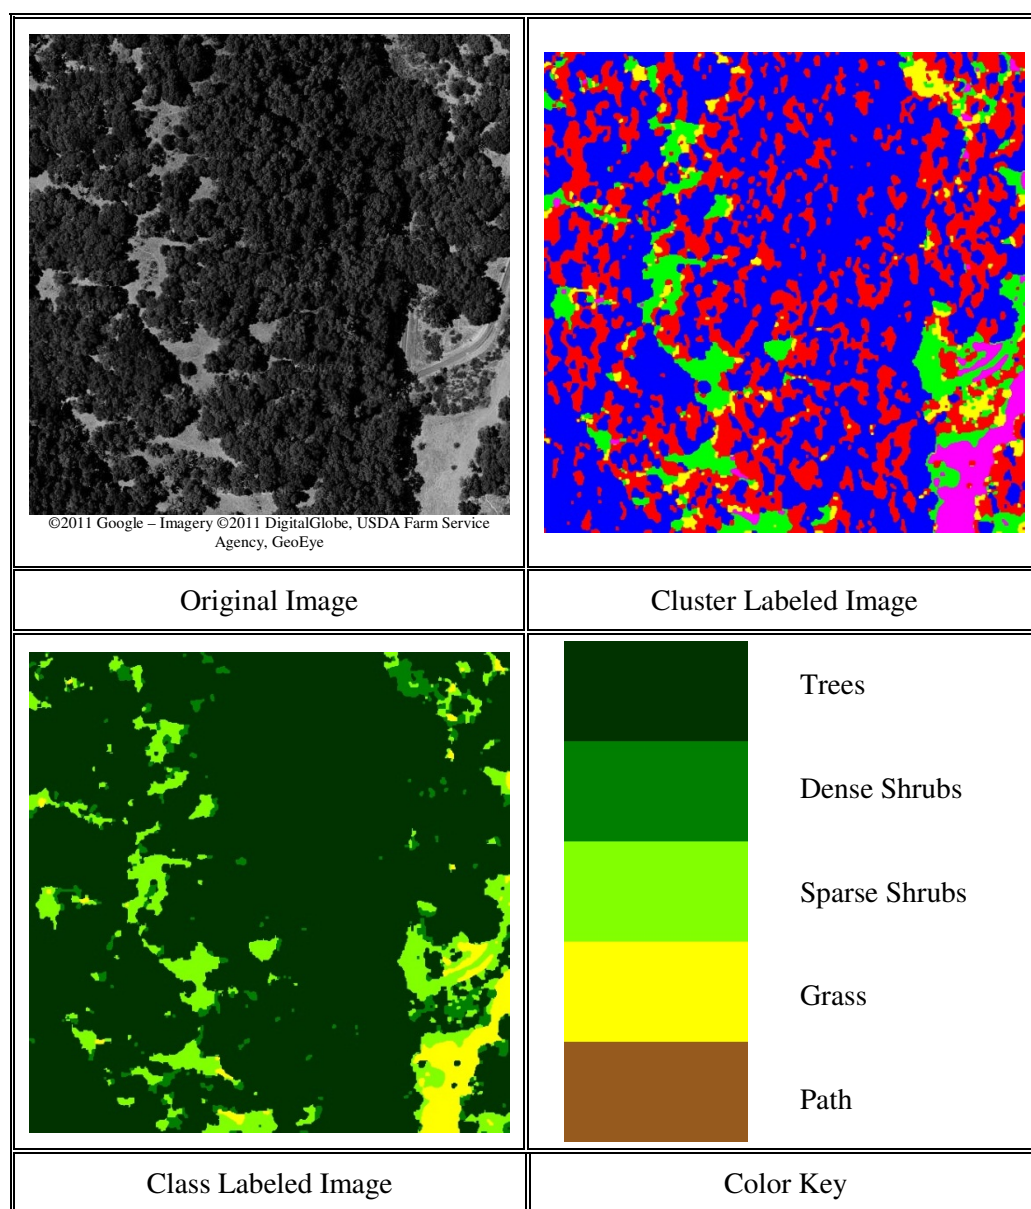 ©2011 Google – Imagery ©2011 DigitalGlobe, USDA Farm Service
Agency, GeoEye
Original Image
Cluster Labeled Image
Trees
Dense Shrubs
Sparse Shrubs
Grass
Path
Class Labeled Image
Color Key